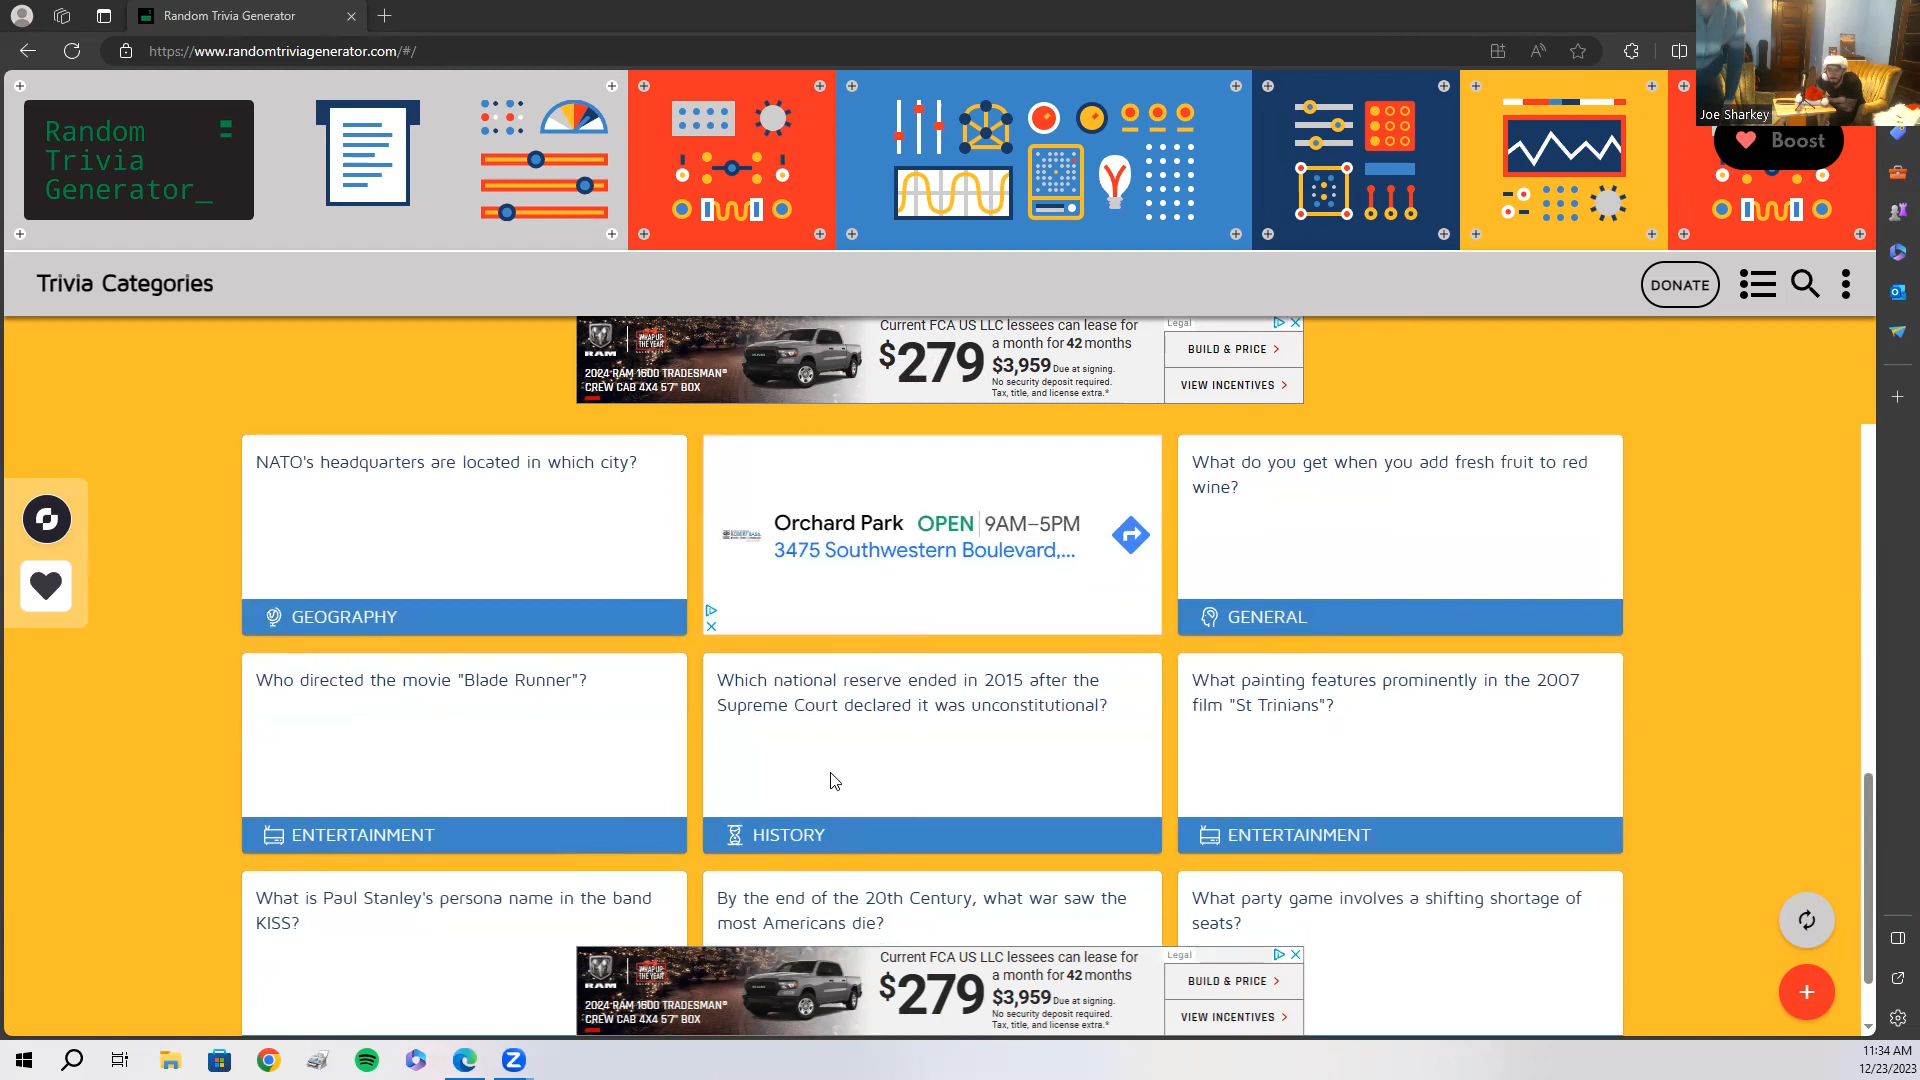 Random Trivia Generator
https://www.randomtriviagenerator.com/#/
Joe Sharkey
Random
Trivia
Generator_
Boost
Trivia Categories
DONATE
RAM
WRAP UP
THE YEAR
2024 RAM 1500 TRADESMAN®
CREW CAB 4X4 5'7" BOX
Current FCA US LLC lessees can lease for
$279
a month for 42 months
$3,959 Due at signing.
No security deposit required.
Tax, title, and license extra.*
Legal
BUILD & PRICE >
VIEW INCENTIVES >
NATO's headquarters are located in which city?
GEOGRAPHY
Orchard Park OPEN 9AM–5PM
3475 Southwestern Boulevard,...
What do you get when you add fresh fruit to red
wine?
GENERAL
Who directed the movie "Blade Runner"?
ENTERTAINMENT
Which national reserve ended in 2015 after the
Supreme Court declared it was unconstitutional?
HISTORY
What painting features prominently in the 2007
film "St Trinians"?
ENTERTAINMENT
What is Paul Stanley's persona name in the band
KISS?
By the end of the 20th Century, what war saw the
most Americans die?
What party game involves a shifting shortage of
seats?
RAM
WRAP UP
THE YEAR
2024 RAM 1500 TRADESMAN®
CREW CAB 4X4 5'7" BOX
Current FCA US LLC lessees can lease for
$279
a month for 42 months
$3,959 Due at signing.
No security deposit required.
Tax, title, and license extra.*
Legal
BUILD & PRICE >
VIEW INCENTIVES >
11:34 AM
12/23/2023